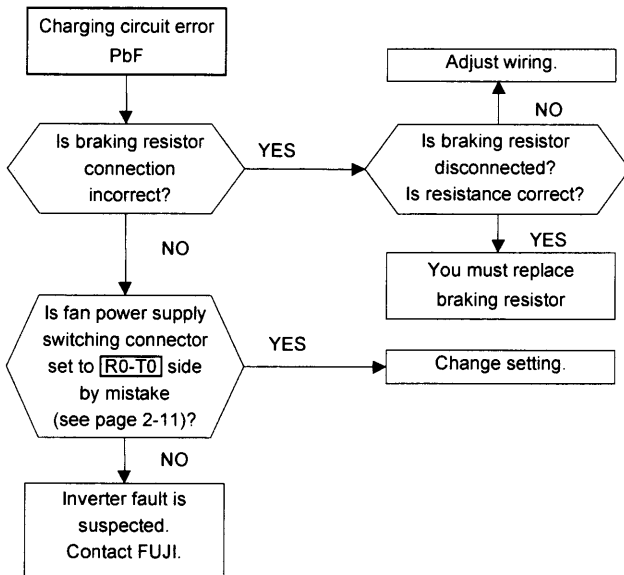 Charging circuit error
PbF
Is braking resistor
connection
incorrect?
YES
Is braking resistor
disconnected?
Is resistance correct?
NO
Adjust wiring.
YES
You must replace
braking resistor
NO
Is fan power supply
switching connector
set to R0-T0 side
by mistake
(see page 2-11)?
YES
Change setting.
NO
Inverter fault is
suspected.
Contact FUJI.